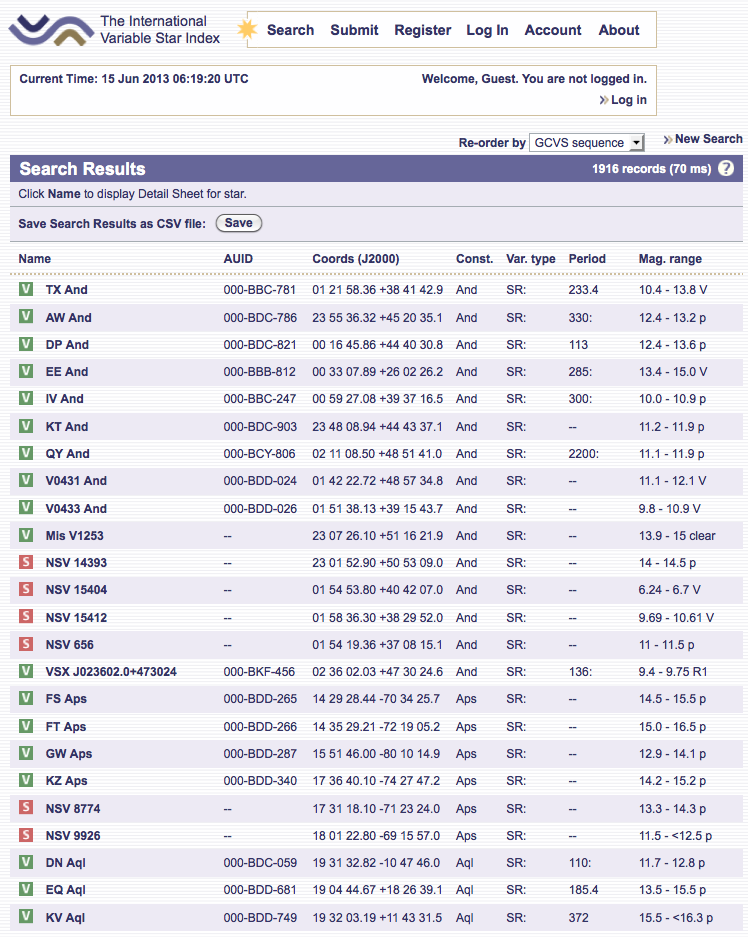 The International
Variable Star Index
Search Submit Register Log In Account About
Current Time: 15 Jun 2013 06:19:20 UTC Welcome, Guest. You are not logged in.
Log in
Re-order by GCVS sequence New Search
Search Results 1916 records (70 ms) ?
Click Name to display Detail Sheet for star.
Save Search Results as CSV file: Save
Name AUID Coords (J2000) Const. Var. type Period Mag. range
V TX And 000-BBC-781 01 21 58.36 +38 41 42.9 And SR: 233.4 10.4 - 13.8 V
V AW And 000-BDC-786 23 55 36.32 +45 20 35.1 And SR: 330: 12.4 - 13.2 p
V DP And 000-BDC-821 00 16 45.86 +44 40 30.8 And SR: 113 12.4 - 13.6 p
V EE And 000-BBB-812 00 33 07.89 +26 02 26.2 And SR: 285: 13.4 - 15.0 V
V IV And 000-BBC-247 00 59 27.08 +39 37 16.5 And SR: 300: 10.0 - 10.9 p
V KT And 000-BDC-903 23 48 08.94 +44 43 37.1 And SR: -- 11.2 - 11.9 p
V QY And 000-BCY-806 02 11 08.50 +48 51 41.0 And SR: 2200: 11.1 - 11.9 p
V V0431 And 000-BDD-024 01 42 22.72 +48 57 34.8 And SR: -- 11.1 - 12.1 V
V V0433 And 000-BDD-026 01 51 38.13 +39 15 43.7 And SR: -- 9.8 - 10.9 V
V Mis V1253 -- 23 07 26.10 +51 16 21.9 And SR: -- 13.9 - 15 clear
S NSV 14393 -- 23 01 52.90 +50 53 09.0 And SR: -- 14 - 14.5 p
S NSV 15404 -- 01 54 53.80 +40 42 07.0 And SR: -- 6.24 - 6.7 V
S NSV 15412 -- 01 58 36.30 +38 29 52.0 And SR: -- 9.69 - 10.61 V
S NSV 656 -- 01 54 19.36 +37 08 15.1 And SR: -- 11 - 11.5 p
V VSX J023602.0+473024 000-BKF-456 02 36 02.03 +47 30 24.6 And SR: 136: 9.4 - 9.75 R1
V FS Aps 000-BDD-265 14 29 28.44 -70 34 25.7 Aps SR: -- 14.5 - 15.5 p
V FT Aps 000-BDD-266 14 35 29.21 -72 19 05.2 Aps SR: -- 15.0 - 16.5 p
V GW Aps 000-BDD-287 15 51 46.00 -80 10 14.9 Aps SR: -- 12.9 - 14.1 p
V KZ Aps 000-BDD-340 17 36 40.10 -74 27 47.2 Aps SR: -- 14.2 - 15.2 p
S NSV 8774 -- 17 31 18.10 -71 23 24.0 Aps SR: -- 13.3 - 14.3 p
S NSV 9926 -- 18 01 22.80 -69 15 57.0 Aps SR: -- 11.5 - <12.5 p
V DN Aql 000-BDC-059 19 31 32.82 -10 47 46.0 Aql SR: 110: 11.7 - 12.8 p
V EQ Aql 000-BDD-681 19 04 44.67 +18 26 39.1 Aql SR: 185.4 13.5 - 15.5 p
V KV Aql 000-BDD-749 19 32 03.19 +11 43 31.5 Aql SR: 372 15.5 - <16.3 p